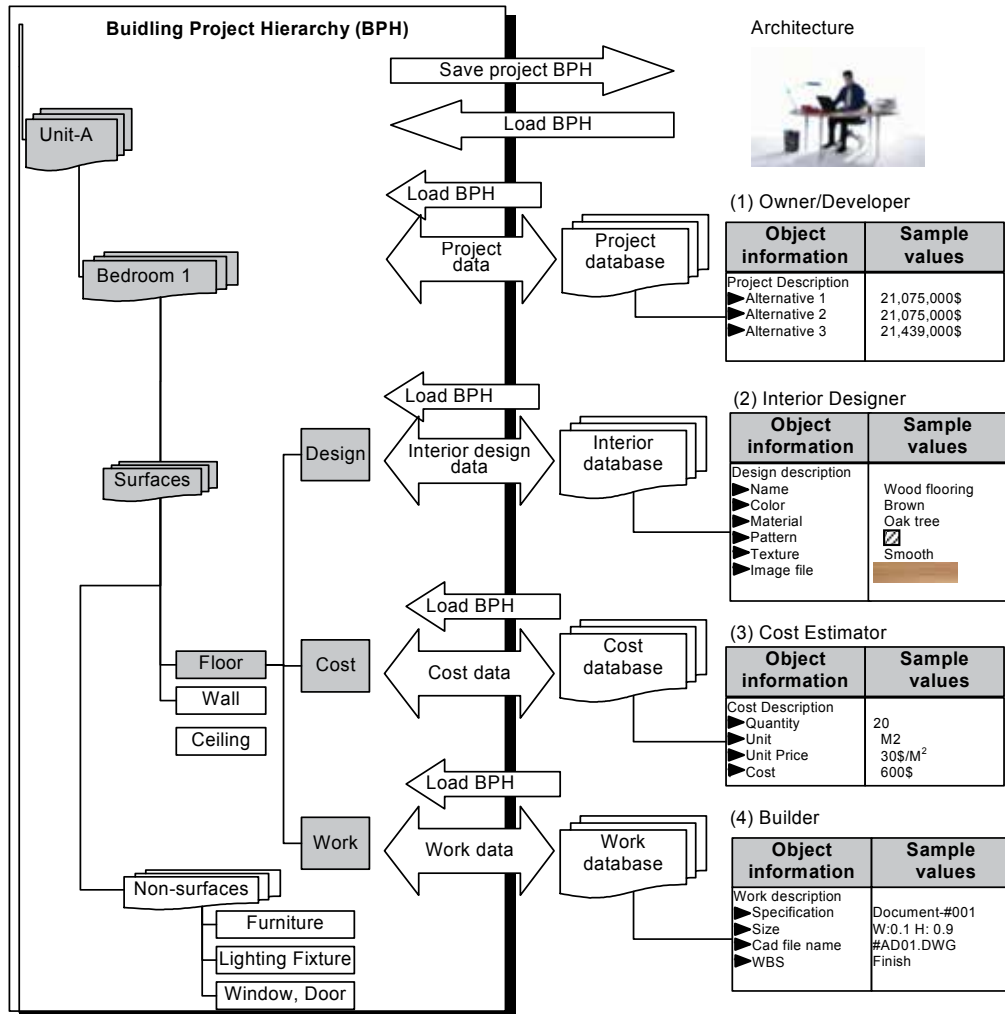 Buidling Project Hierarchy (BPH)
Architecture
Save project BPH
Load BPH
Unit-A
Load BPH
Project
data
Project
database
(1) Owner/Developer
Object
information
Sample
values
Project Description
Alternative 1
21,075,000$
Alternative 2
21,075,000$
Alternative 3
21,439,000$
Bedroom 1
Load BPH
Design
Interior design
data
Interior
database
(2) Interior Designer
Object
information
Sample
values
Design description
Name
Wood flooring
Color
Brown
Material
Oak tree
Pattern
Texture
Smooth
Image file
Surfaces
Load BPH
Floor
Cost
Cost data
Cost
database
(3) Cost Estimator
Object
information
Sample
values
Cost Description
Quantity
20
Unit
M2
Unit Price
30$/M²
Cost
600$
Wall
Ceiling
Load BPH
Work
Work data
Work
database
(4) Builder
Object
information
Sample
values
Work description
Specification
Document-#001
Size
W:0.1 H: 0.9
Cad file name
#AD01.DWG
WBS
Finish
Non-surfaces
Furniture
Lighting Fixture
Window, Door